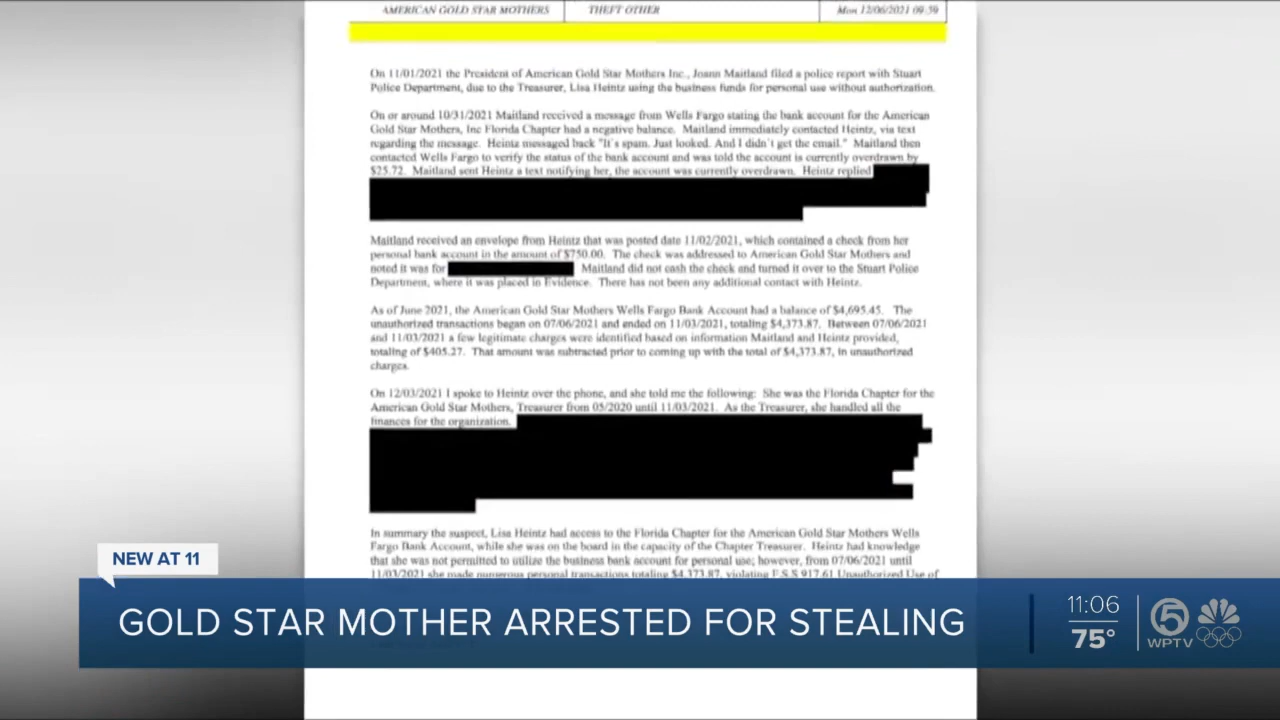 AMERICAN GOLD STAR MOTHERS THEFT OTHER Mon 12/06/2021 09:59
On 11/01/2021 the President of American Gold Star Mothers Inc., Joann Maitland filed a police report with Stuart
Police Department, due to the Treasurer, Lisa Heintz using the business funds for personal use without authorization.
On or around 10/31/2021 Maitland received a message from Wells Fargo stating the bank account for the American
Gold Star Mothers, Inc Florida Chapter had a negative balance. Maitland immediately contacted Heintz, via text
regarding the message. Heintz messaged back "It's spam. Just looked. And I didn't get the email." Maitland then
contacted Wells Fargo to verify the status of the bank account and was told the account is currently overdrawn by
$25.72. Maitland sent Heintz a text notifying her, the account was currently overdrawn. Heintz replied
Maitland received an envelope from Heintz that was posted date 11/02/2021, which contained a check from her
personal bank account in the amount of $750.00. The check was addressed to American Gold Star Mothers and
noted it was for Maitland did not cash the check and turned it over to the Stuart Police
Department, where it was placed in Evidence. There has not been any additional contact with Heintz.
As of June 2021, the American Gold Star Mothers Wells Fargo Bank Account had a balance of $4,695.45. The
unauthorized transactions began on 07/06/2021 and ended on 11/03/2021, totaling $4,373.87. Between 07/06/2021
and 11/03/2021 a few legitimate charges were identified based on information Maitland and Heintz provided,
totaling of $405.27. That amount was subtracted prior to coming up with the total of $4,373.87, in unauthorized
charges.
On 12/03/2021 I spoke to Heintz over the phone, and she told me the following: She was the Florida Chapter for the
American Gold Star Mothers, Treasurer from 05/2020 until 11/03/2021. As the Treasurer, she handled all the
finances for the organization.
In summary the suspect, Lisa Heintz had access to the Florida Chapter for the American Gold Star Mothers Wells
Fargo Bank Account, while she was on the board in the capacity of the Chapter Treasurer. Heintz had knowledge
that she was not permitted to utilize the business bank account for personal use; however, from 07/06/2021 until
11/03/2021 she made numerous personal transactions totaling $4,373.87, violating F.S.S 817.61 Unauthorized Use of
NEW AT 11
GOLD STAR MOTHER ARRESTED FOR STEALING
11:06
75°
5
WPTV